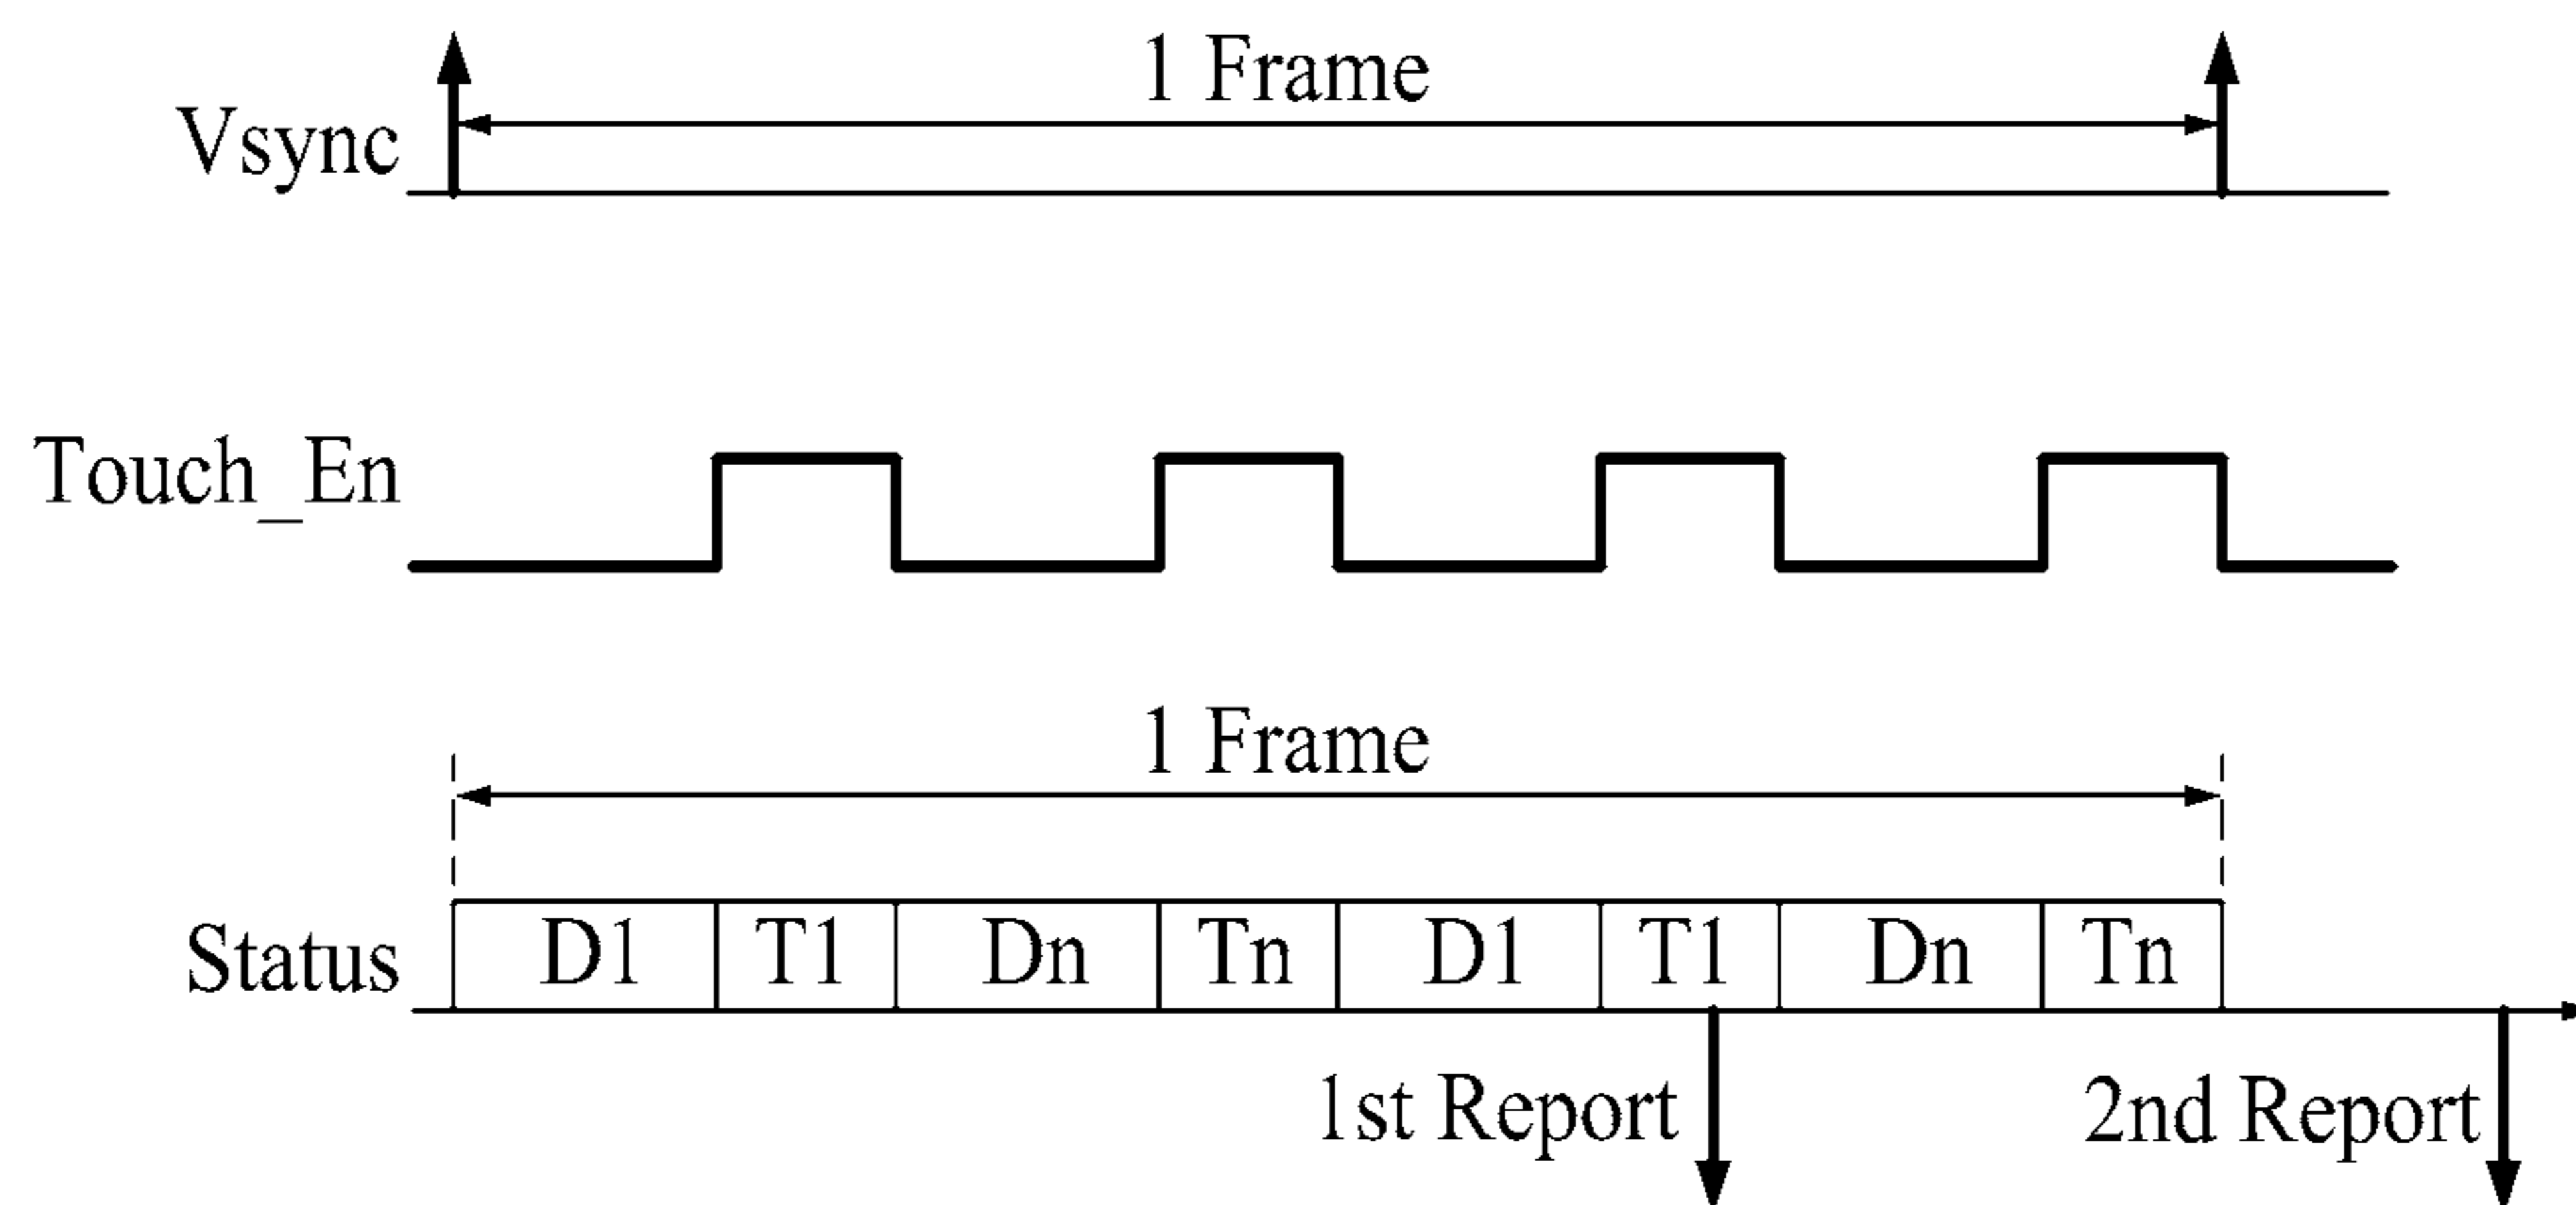 1 Frame
Vsync
Touch_En
1 Frame
Status D1 T1 Dn Tn D1 T1 Dn Tn
1st Report 2nd Report